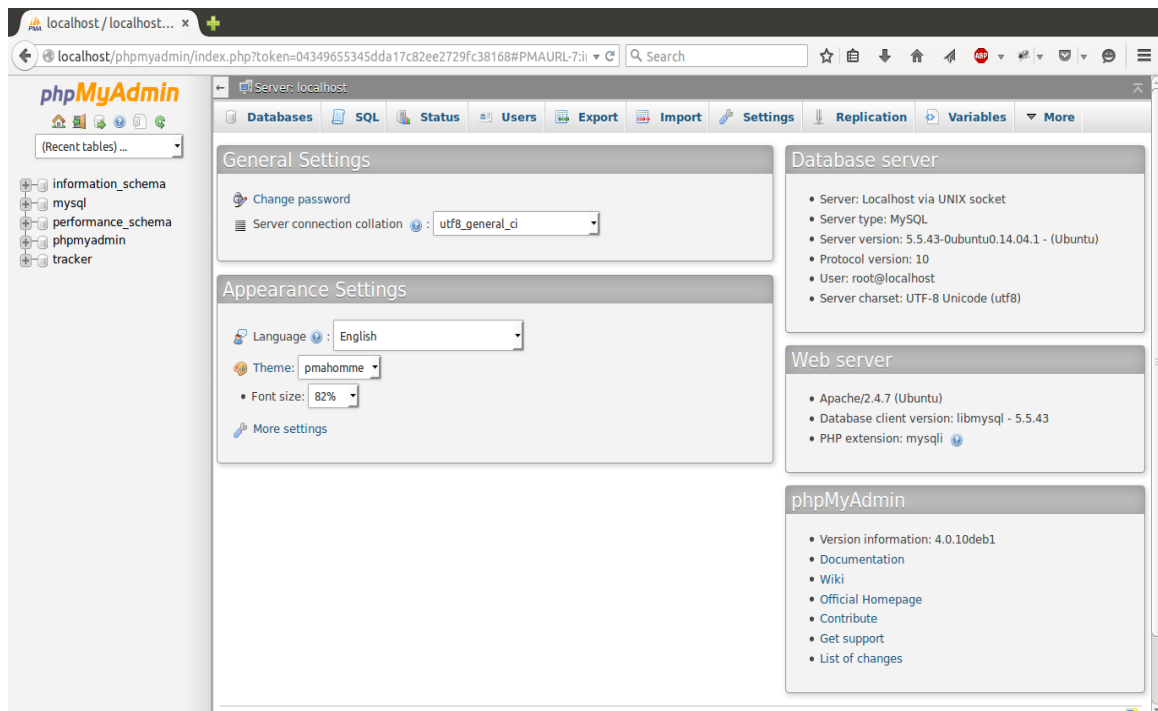 localhost / localhost... ×
localhost/phpmyadmin/index.php?token=04349655345dda17c82ee2729fc38168#PMAURL-7:in
Search
ABP
phpMyAdmin
(Recent tables) ...
information_schema
mysql
performance_schema
phpmyadmin
tracker
Server: localhost
Databases SQL Status Users Export Import Settings Replication Variables More
General Settings
Change password
Server connection collation : utf8_general_ci
Appearance Settings
Language : English
Theme: pmahomme
• Font size: 82%
More settings
Database server
• Server: Localhost via UNIX socket
• Server type: MySQL
• Server version: 5.5.43-0ubuntu0.14.04.1 - (Ubuntu)
• Protocol version: 10
• User: root@localhost
• Server charset: UTF-8 Unicode (utf8)
Web server
• Apache/2.4.7 (Ubuntu)
• Database client version: libmysql - 5.5.43
• PHP extension: mysqli
phpMyAdmin
• Version information: 4.0.10deb1
• Documentation
• Wiki
• Official Homepage
• Contribute
• Get support
• List of changes